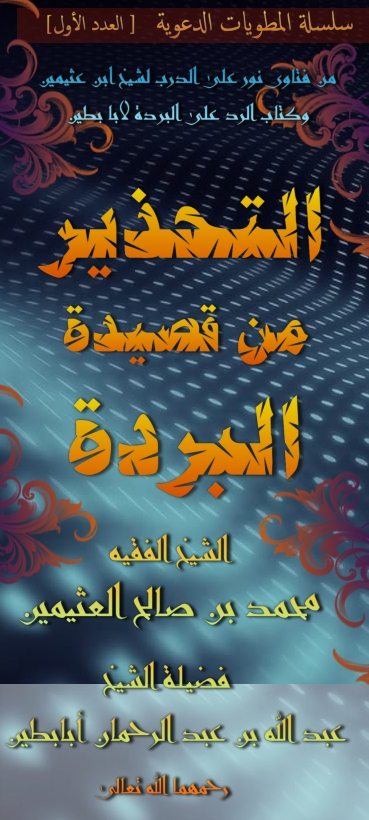 سلسلة المطويات الدعوية [ العدد الأول]
من فتاوى نور على الدرب لشيخ ابن عثيمين
وكتاب الرد على البردة لابا بطين
التحذير
من قصيدة
البردة
الشيخ الفقيه
محمد بن صالح العثيمين
فضيلة الشيخ
عبد الله بن عبد الرحمان أبابطين
رحمهما الله تعالى